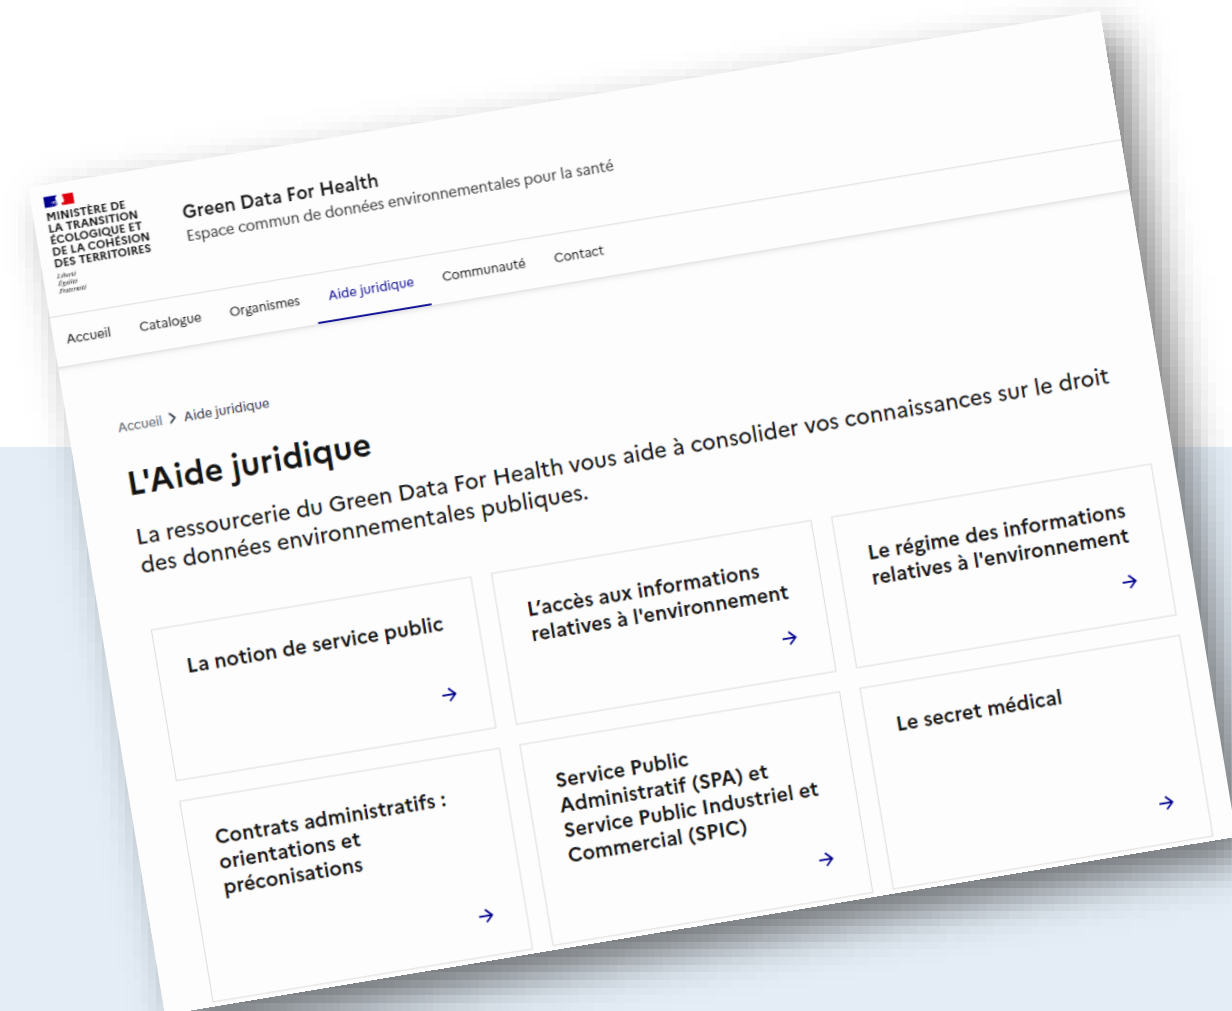 MINISTÈRE DE
LA TRANSITION
ÉCOLOGIQUE ET
DE LA COHÉSION
DES TERRITOIRES
Liberté
Égalité
Fraternité
Green Data For Health
Espace commun de données environnementales pour la santé
Accueil
Catalogue
Organismes
Aide juridique
Communauté
Contact
Accueil > Aide juridique
L'Aide juridique
La ressourcerie du Green Data For Health vous aide à consolider vos connaissances sur le droit
des données environnementales publiques.
La notion de service public
L’accès aux informations
relatives à l'environnement
Le régime des informations
relatives à l'environnement
Contrats administratifs :
orientations et
préconisations
Service Public
Administratif (SPA) et
Service Public Industriel et
Commercial (SPIC)
Le secret médical